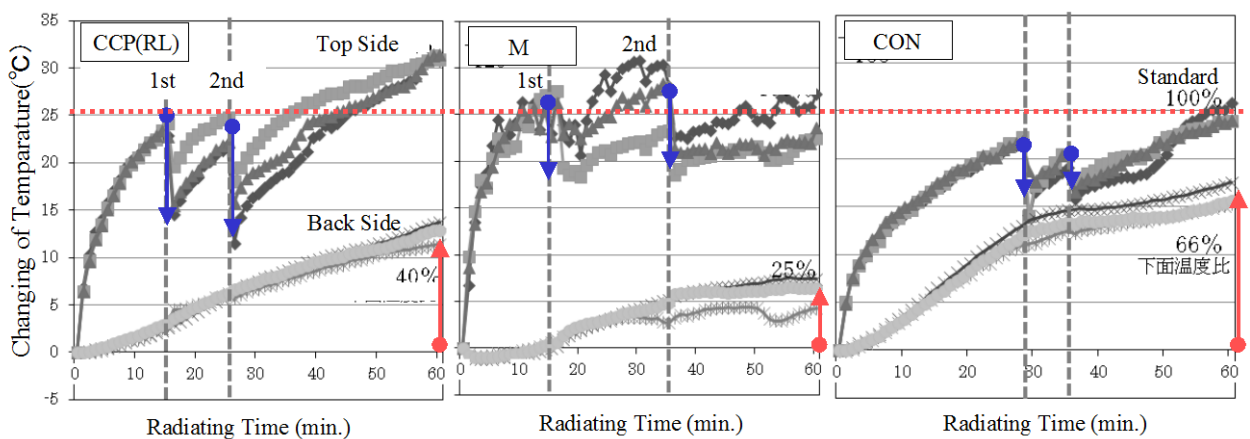 Changing of Temparature(℃)
35
30
25
20
15
10
5
0
-5
CCP(RL)
Top Side
1st
2nd
Back Side
40%
0 10 20 30 40 50 60
Radiating Time (min.)
M
1st
2nd
25%
0 10 20 30 40 50 60
Radiating Time (min.)
CON
Standard
100%
66%
下面温度比
0 10 20 30 40 50 60
Radiating Time (min.)